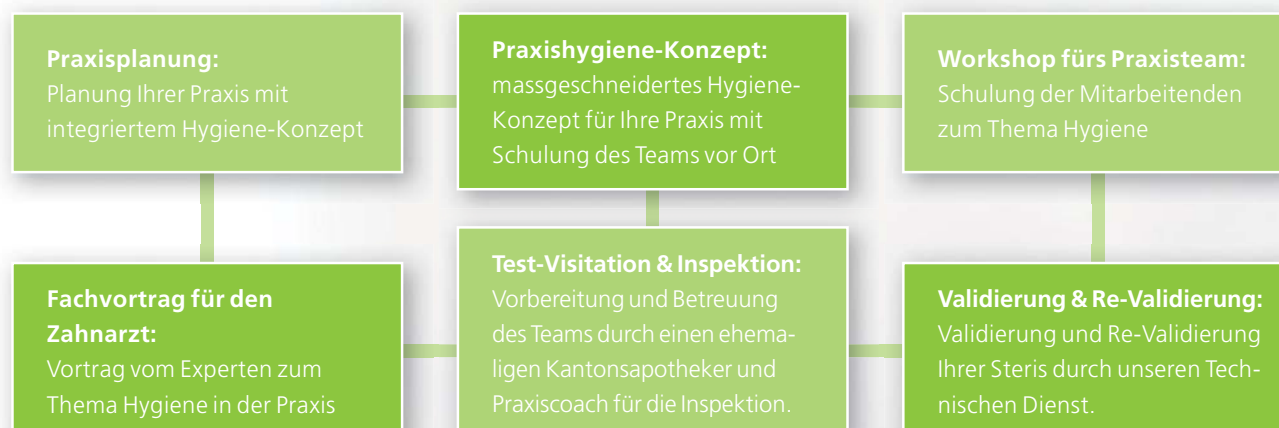 Praxisplanung:
Planung Ihrer Praxis mit
integriertem Hygiene-Konzept
Praxishygiene-Konzept:
massgeschneidertes Hygiene-
Konzept für Ihre Praxis mit
Schulung des Teams vor Ort
Workshop fürs Praxisteam:
Schulung der Mitarbeitenden
zum Thema Hygiene
Fachvortrag für den
Zahnarzt:
Vortrag vom Experten zum
Thema Hygiene in der Praxis
Test-Visitation & Inspektion:
Vorbereitung und Betreuung
des Teams durch einen ehema-
ligen Kantonsapotheker und
Praxiscoach für die Inspektion.
Validierung & Re-Validierung:
Validierung und Re-Validierung
Ihrer Steris durch unseren Tech-
nischen Dienst.